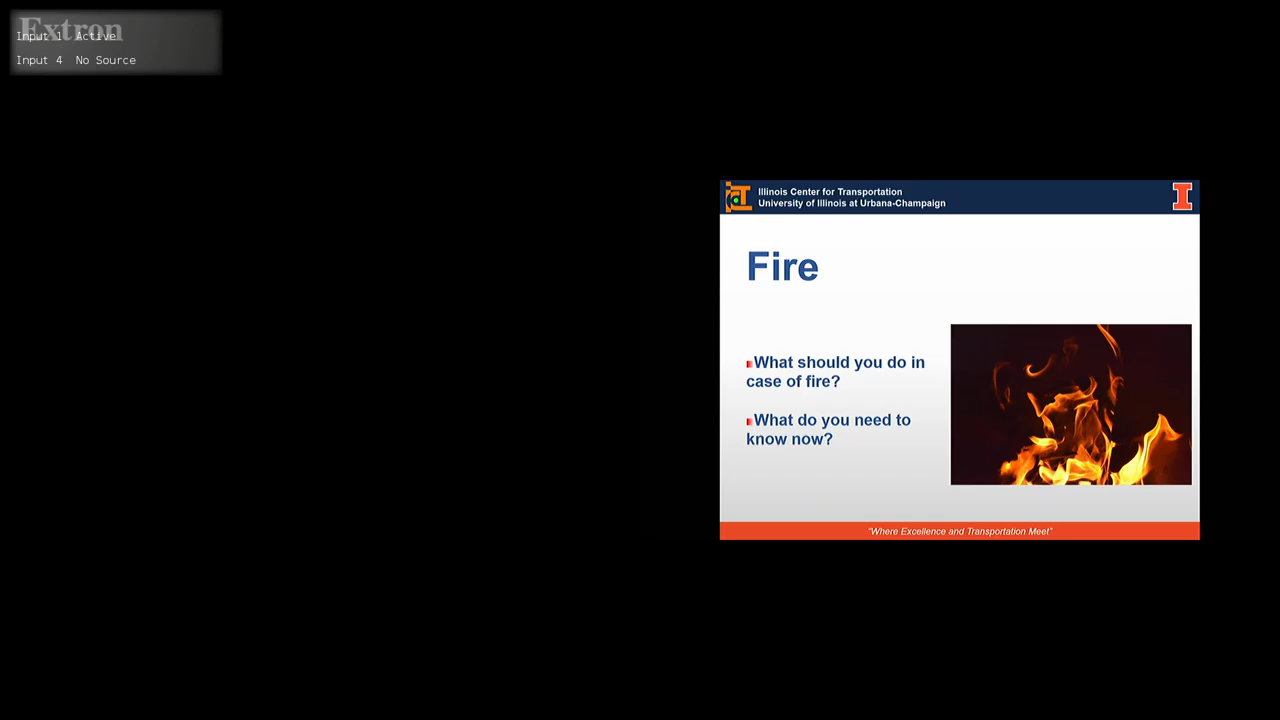 Extron
Input 1 Active
Input 4 No Source
Illinois Center for Transportation
University of Illinois at Urbana-Champaign
I
Fire
What should you do in
case of fire?
What do you need to
know now?
"Where Excellence and Transportation Meet"